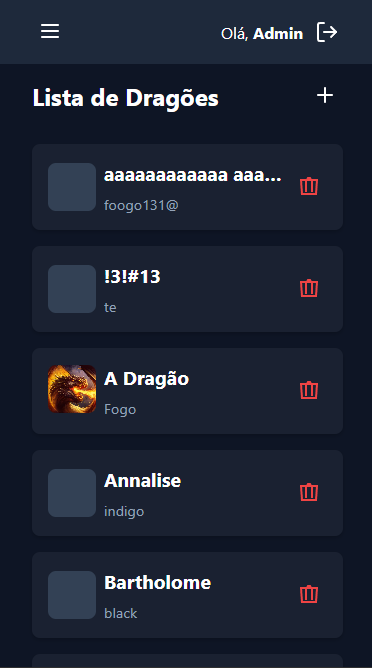 Olá, Admin
Lista de Dragões
aaaaaaaaaaaa aaa...
foogo131@
!3!#13
te
A Dragão
Fogo
Annalise
indigo
Bartholome
black